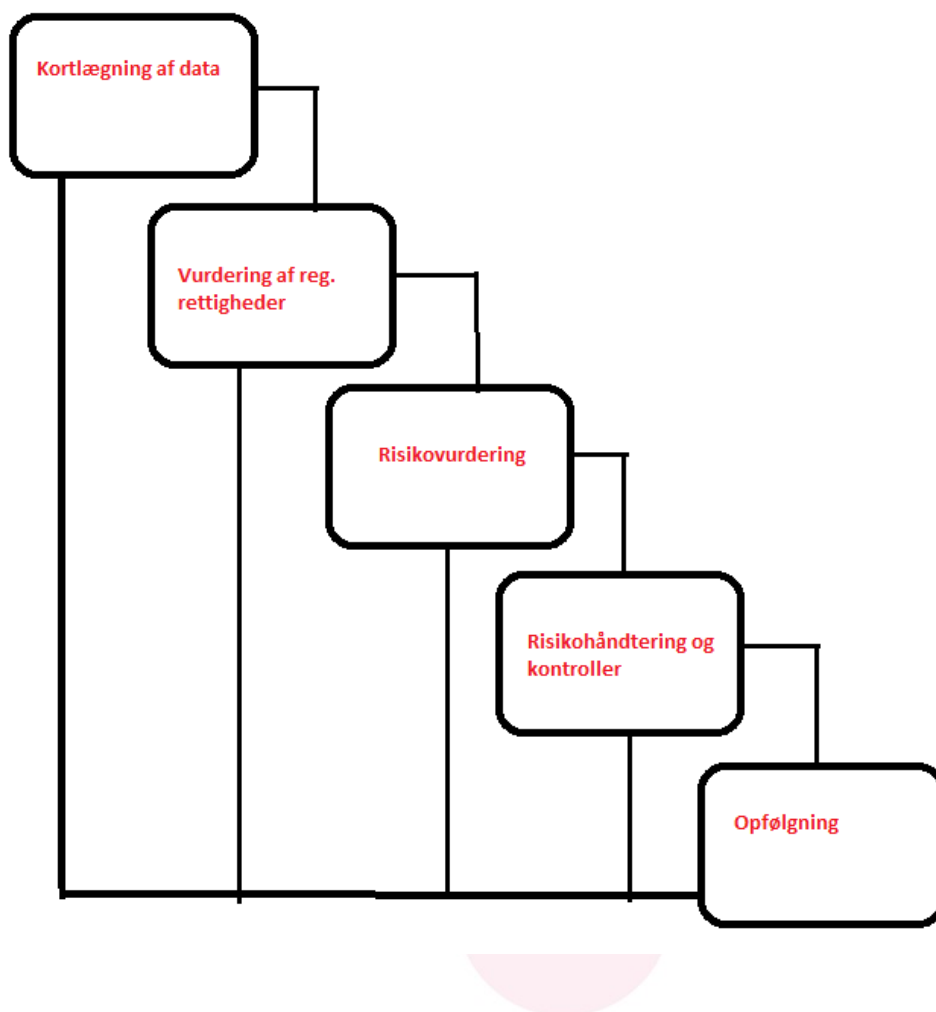 Kortlægning af data
Vurdering af reg.
rettigheder
Risikovurdering
Risikohåndtering og
kontroller
Opfølgning